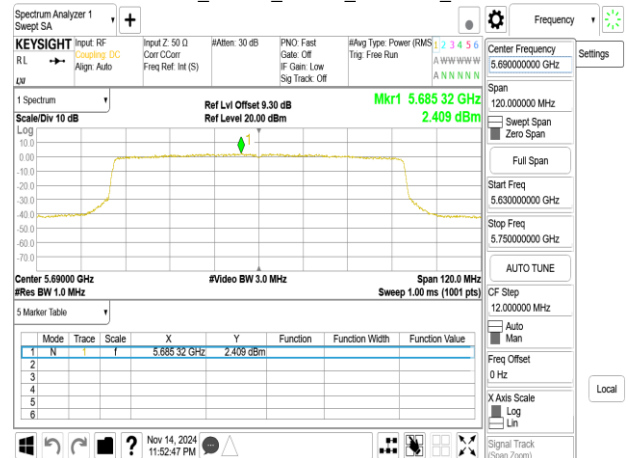 Spectrum Analyzer 1
Swept SA
Frequency
Settings
KEYSIGHT
Input: RF
Coupling: DC
Align: Auto
Input Z: 50 Ω
Corr CCorr
Freq Ref: Int (S)
#Atten: 30 dB
PNO: Fast
Gate: Off
IF Gain: Low
Sig Track: Off
#Avg Type: Power (RMS)
Trig: Free Run
1 2 3 4 5 6
A W W W W W
A N N N N N
R L
1 Spectrum
Scale/Div 10 dB
Ref Lvl Offset 9.30 dB
Ref Level 20.00 dBm
Mkr1 5.685 32 GHz
2.409 dBm
Log
10.0
0.00
-10.0
-20.0
-30.0
-40.0
-50.0
-60.0
-70.0
1
Center 5.69000 GHz
#Res BW 1.0 MHz
#Video BW 3.0 MHz
Span 120.0 MHz
Sweep 1.00 ms (1001 pts)
5 Marker Table
Mode Trace Scale X Y Function Function Width Function Value
1 N 1 f 5.685 32 GHz 2.409 dBm
2
3
4
5
6
Nov 14, 2024
11:52:47 PM
Center Frequency
5.690000000 GHz
Span
120.000000 MHz
Swept Span
Zero Span
Full Span
Start Freq
5.630000000 GHz
Stop Freq
5.750000000 GHz
AUTO TUNE
CF Step
12.000000 MHz
Auto
Man
Freq Offset
0 Hz
X Axis Scale
Log
Lin
Signal Track
(Span Zoom)
Local